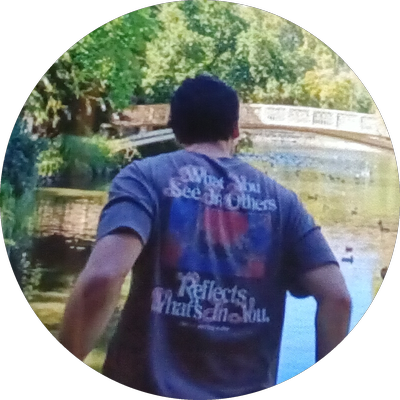 What You
See In Others
Reflects
What's In You.